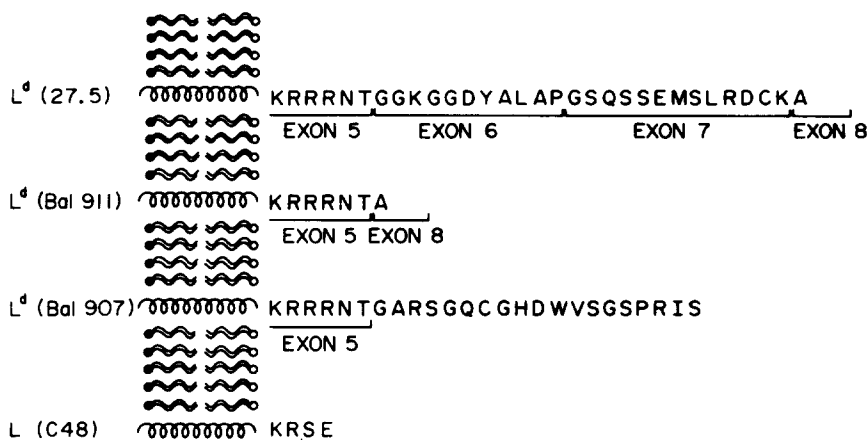 L^d (27.5) KRRRNTGGKGGDYALAPGSQSSEMSLRDCKA
EXON 5 EXON 6 EXON 7 EXON 8
L^d (Bal 911) KRRRNTA
EXON 5 EXON 8
L^d (Bal 907) KRRRNTGARSGQCGHDWVSGSPRIS
EXON 5
L (C48) KRSE